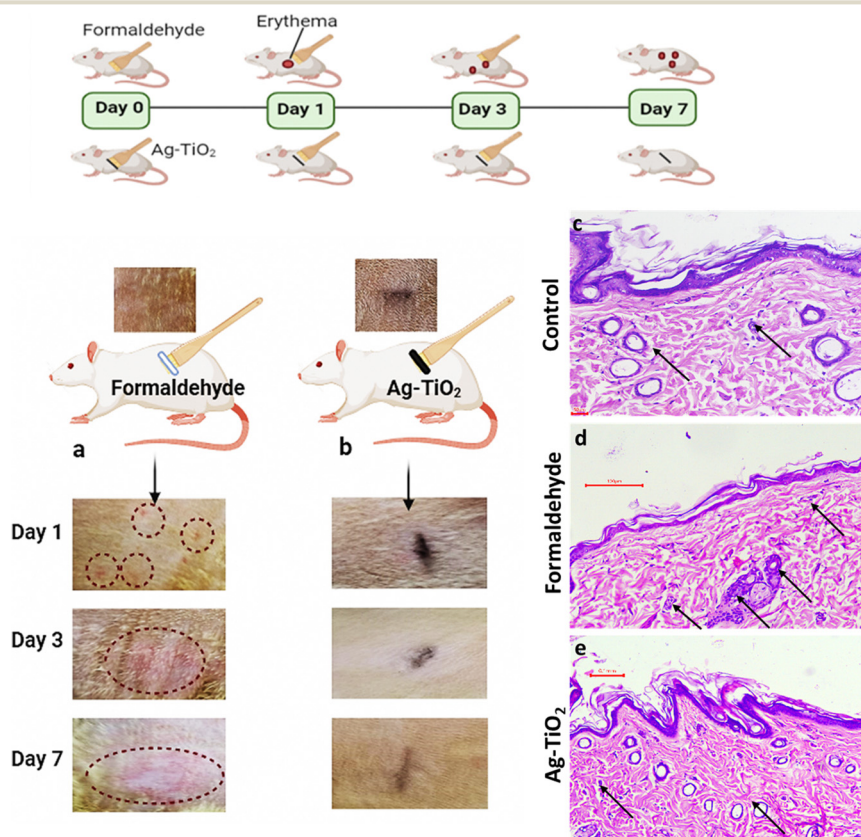 Formaldehyde
Erythema
Day 0
Day 1
Day 3
Day 7
Ag-TiO₂
Formaldehyde
a
Ag-TiO₂
b
Day 1
Day 3
Day 7
c
Control
d
Formaldehyde
e
Ag-TiO₂